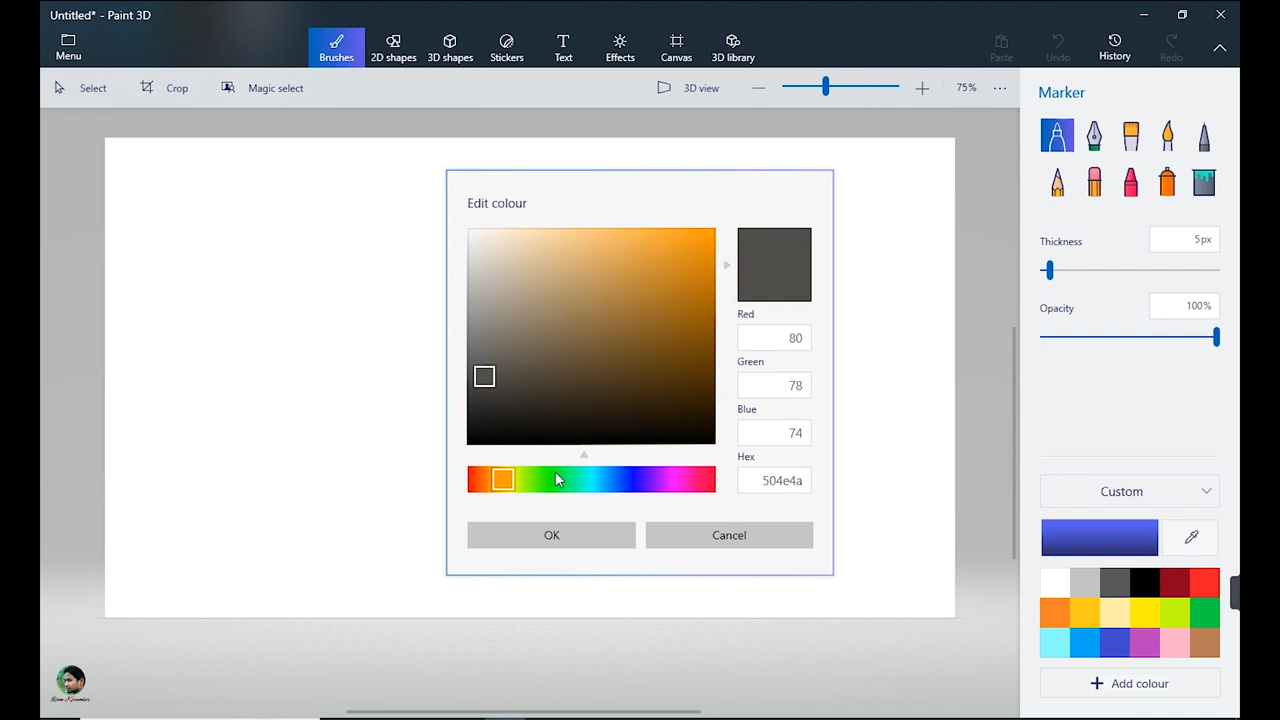 Untitled* - Paint 3D
Menu
Brushes
2D shapes
3D shapes
Stickers
Text
Effects
Canvas
3D library
Paste
Undo
History
Redo
Select
Crop
Magic select
3D view
75%
Marker
Thickness
5px
Opacity
100%
Edit colour
Red
80
Green
78
Blue
74
Hex
504e4a
OK
Cancel
Custom
Add colour